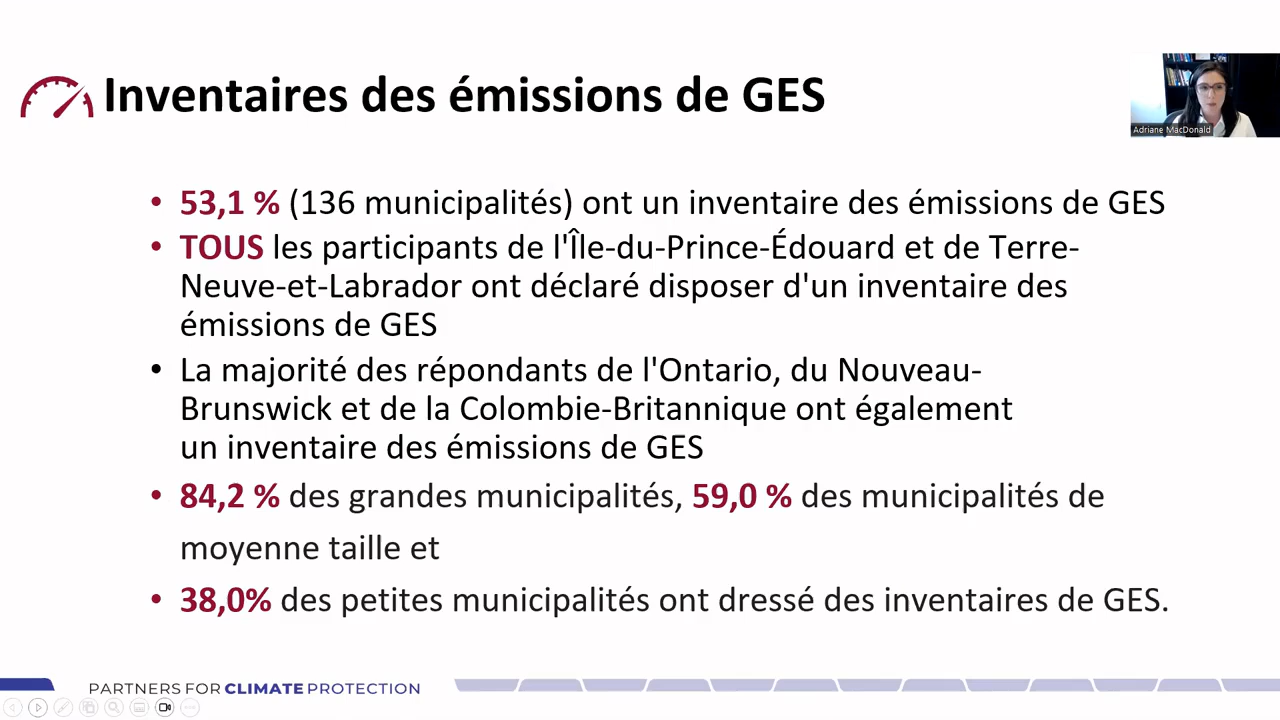 Inventaires des émissions de GES
Adriane MacDonald
• 53,1 % (136 municipalités) ont un inventaire des émissions de GES
• TOUS les participants de l'Île-du-Prince-Édouard et de Terre-
Neuve-et-Labrador ont déclaré disposer d'un inventaire des
émissions de GES
• La majorité des répondants de l'Ontario, du Nouveau-
Brunswick et de la Colombie-Britannique ont également
un inventaire des émissions de GES
• 84,2 % des grandes municipalités, 59,0 % des municipalités de
moyenne taille et
• 38,0% des petites municipalités ont dressé des inventaires de GES.
PARTNERS FOR CLIMATE PROTECTION